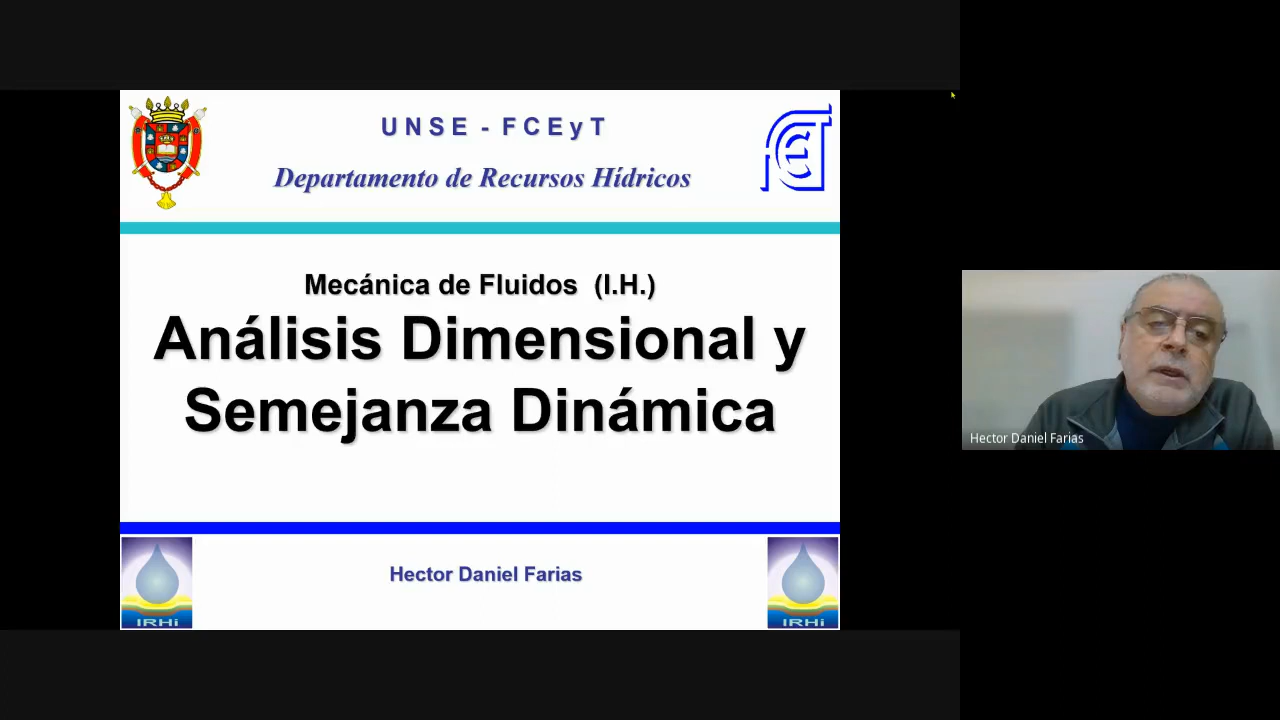 UNSE - FCEyT
Departamento de Recursos Hídricos
Mecánica de Fluidos (I.H.)
Análisis Dimensional y
Semejanza Dinámica
Hector Daniel Farias
IRHi
IRHi
Hector Daniel Farias